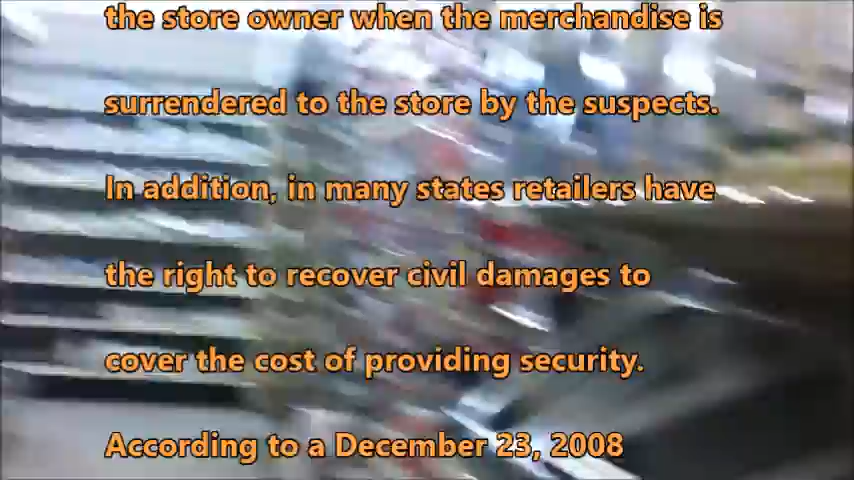 the store owner when the merchandise is
surrendered to the store by the suspects.
In addition, in many states retailers have
the right to recover civil damages to
cover the cost of providing security.
According to a December 23, 2008